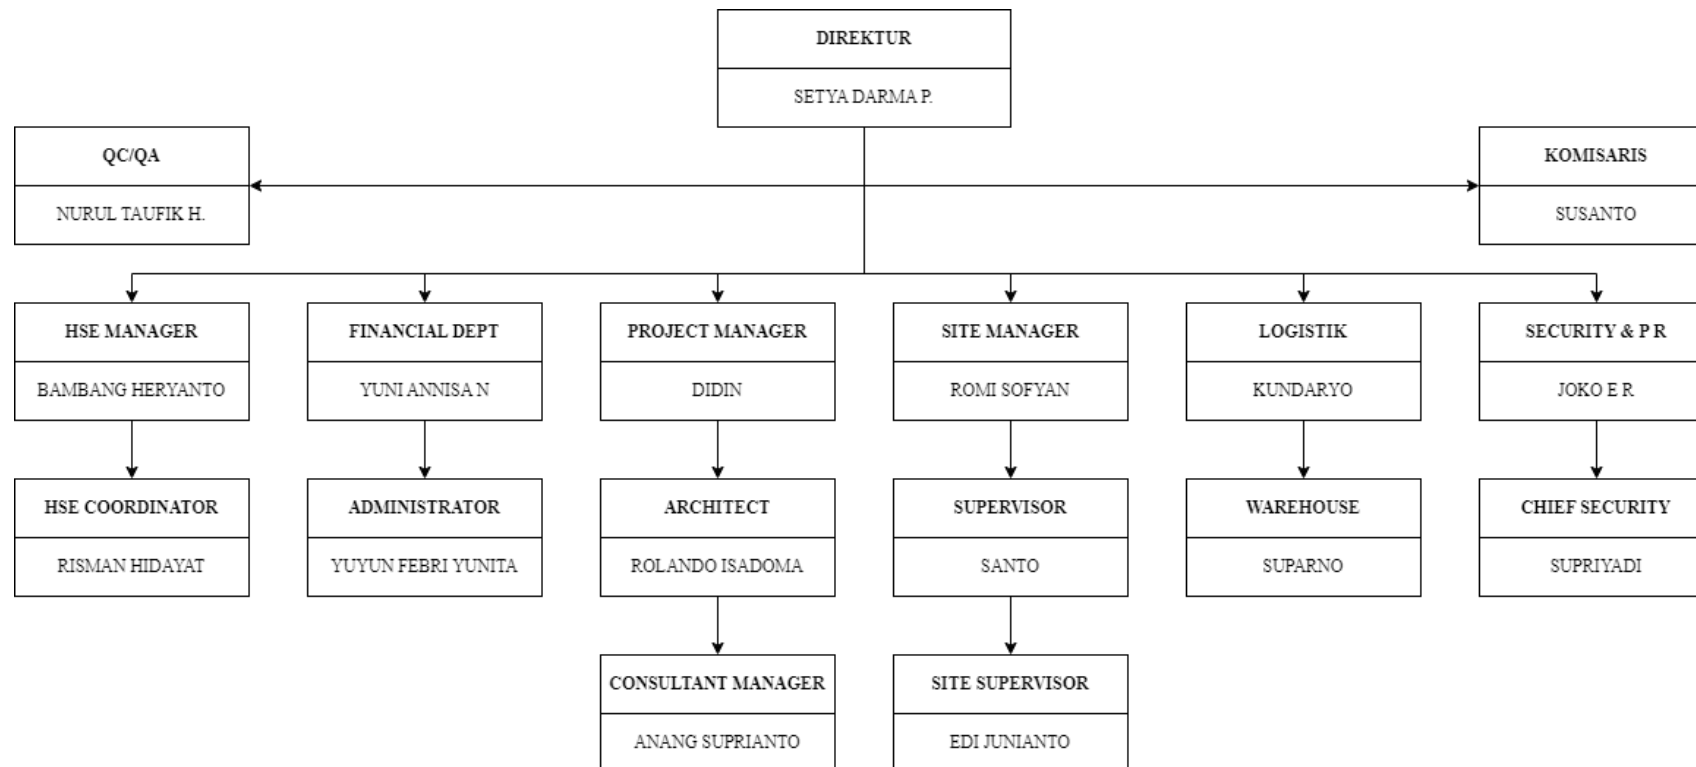 DIREKTUR
SETYA DARMA P.
QC/QA
NURUL TAUFIK H.
KOMISARIS
SUSANTO
HSE MANAGER
BAMBANG HERYANTO
FINANCIAL DEPT
YUNI ANNISA N
PROJECT MANAGER
DIDIN
SITE MANAGER
ROMI SOFYAN
LOGISTIK
KUNDARYO
SECURITY & P R
JOKO E R
HSE COORDINATOR
RISMAN HIDAYAT
ADMINISTRATOR
YUYUN FEBRI YUNITA
ARCHITECT
ROLANDO ISADOMA
SUPERVISOR
SANTO
WAREHOUSE
SUPARNO
CHIEF SECURITY
SUPRIYADI
CONSULTANT MANAGER
ANANG SUPRIANTO
SITE SUPERVISOR
EDI JUNIANTO